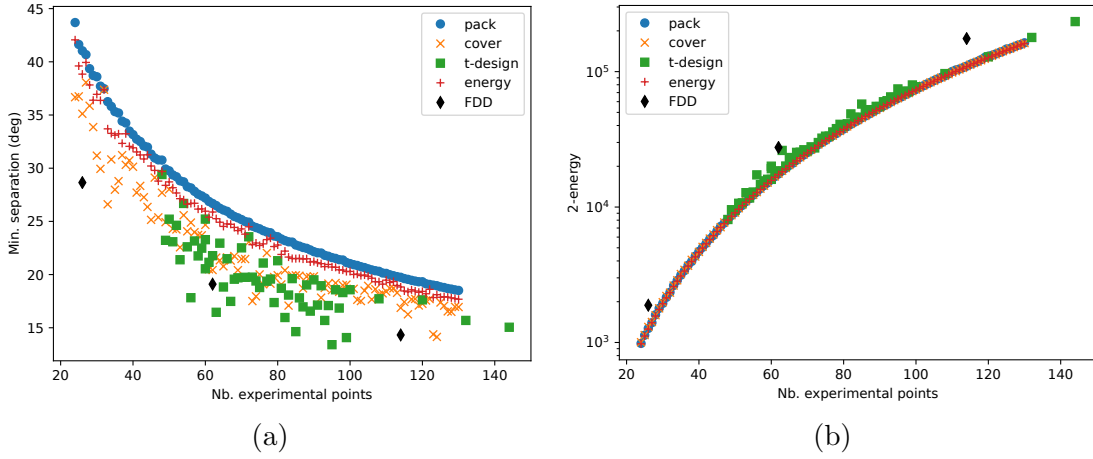 45
40
35
30
25
20
15
20 40 60 80 100 120 140
Min. separation (deg)
Nb. experimental points
pack
cover
t-design
energy
FDD
(a)
10^5
10^4
10^3
20 40 60 80 100 120 140
2-energy
Nb. experimental points
pack
cover
t-design
energy
FDD
(b)